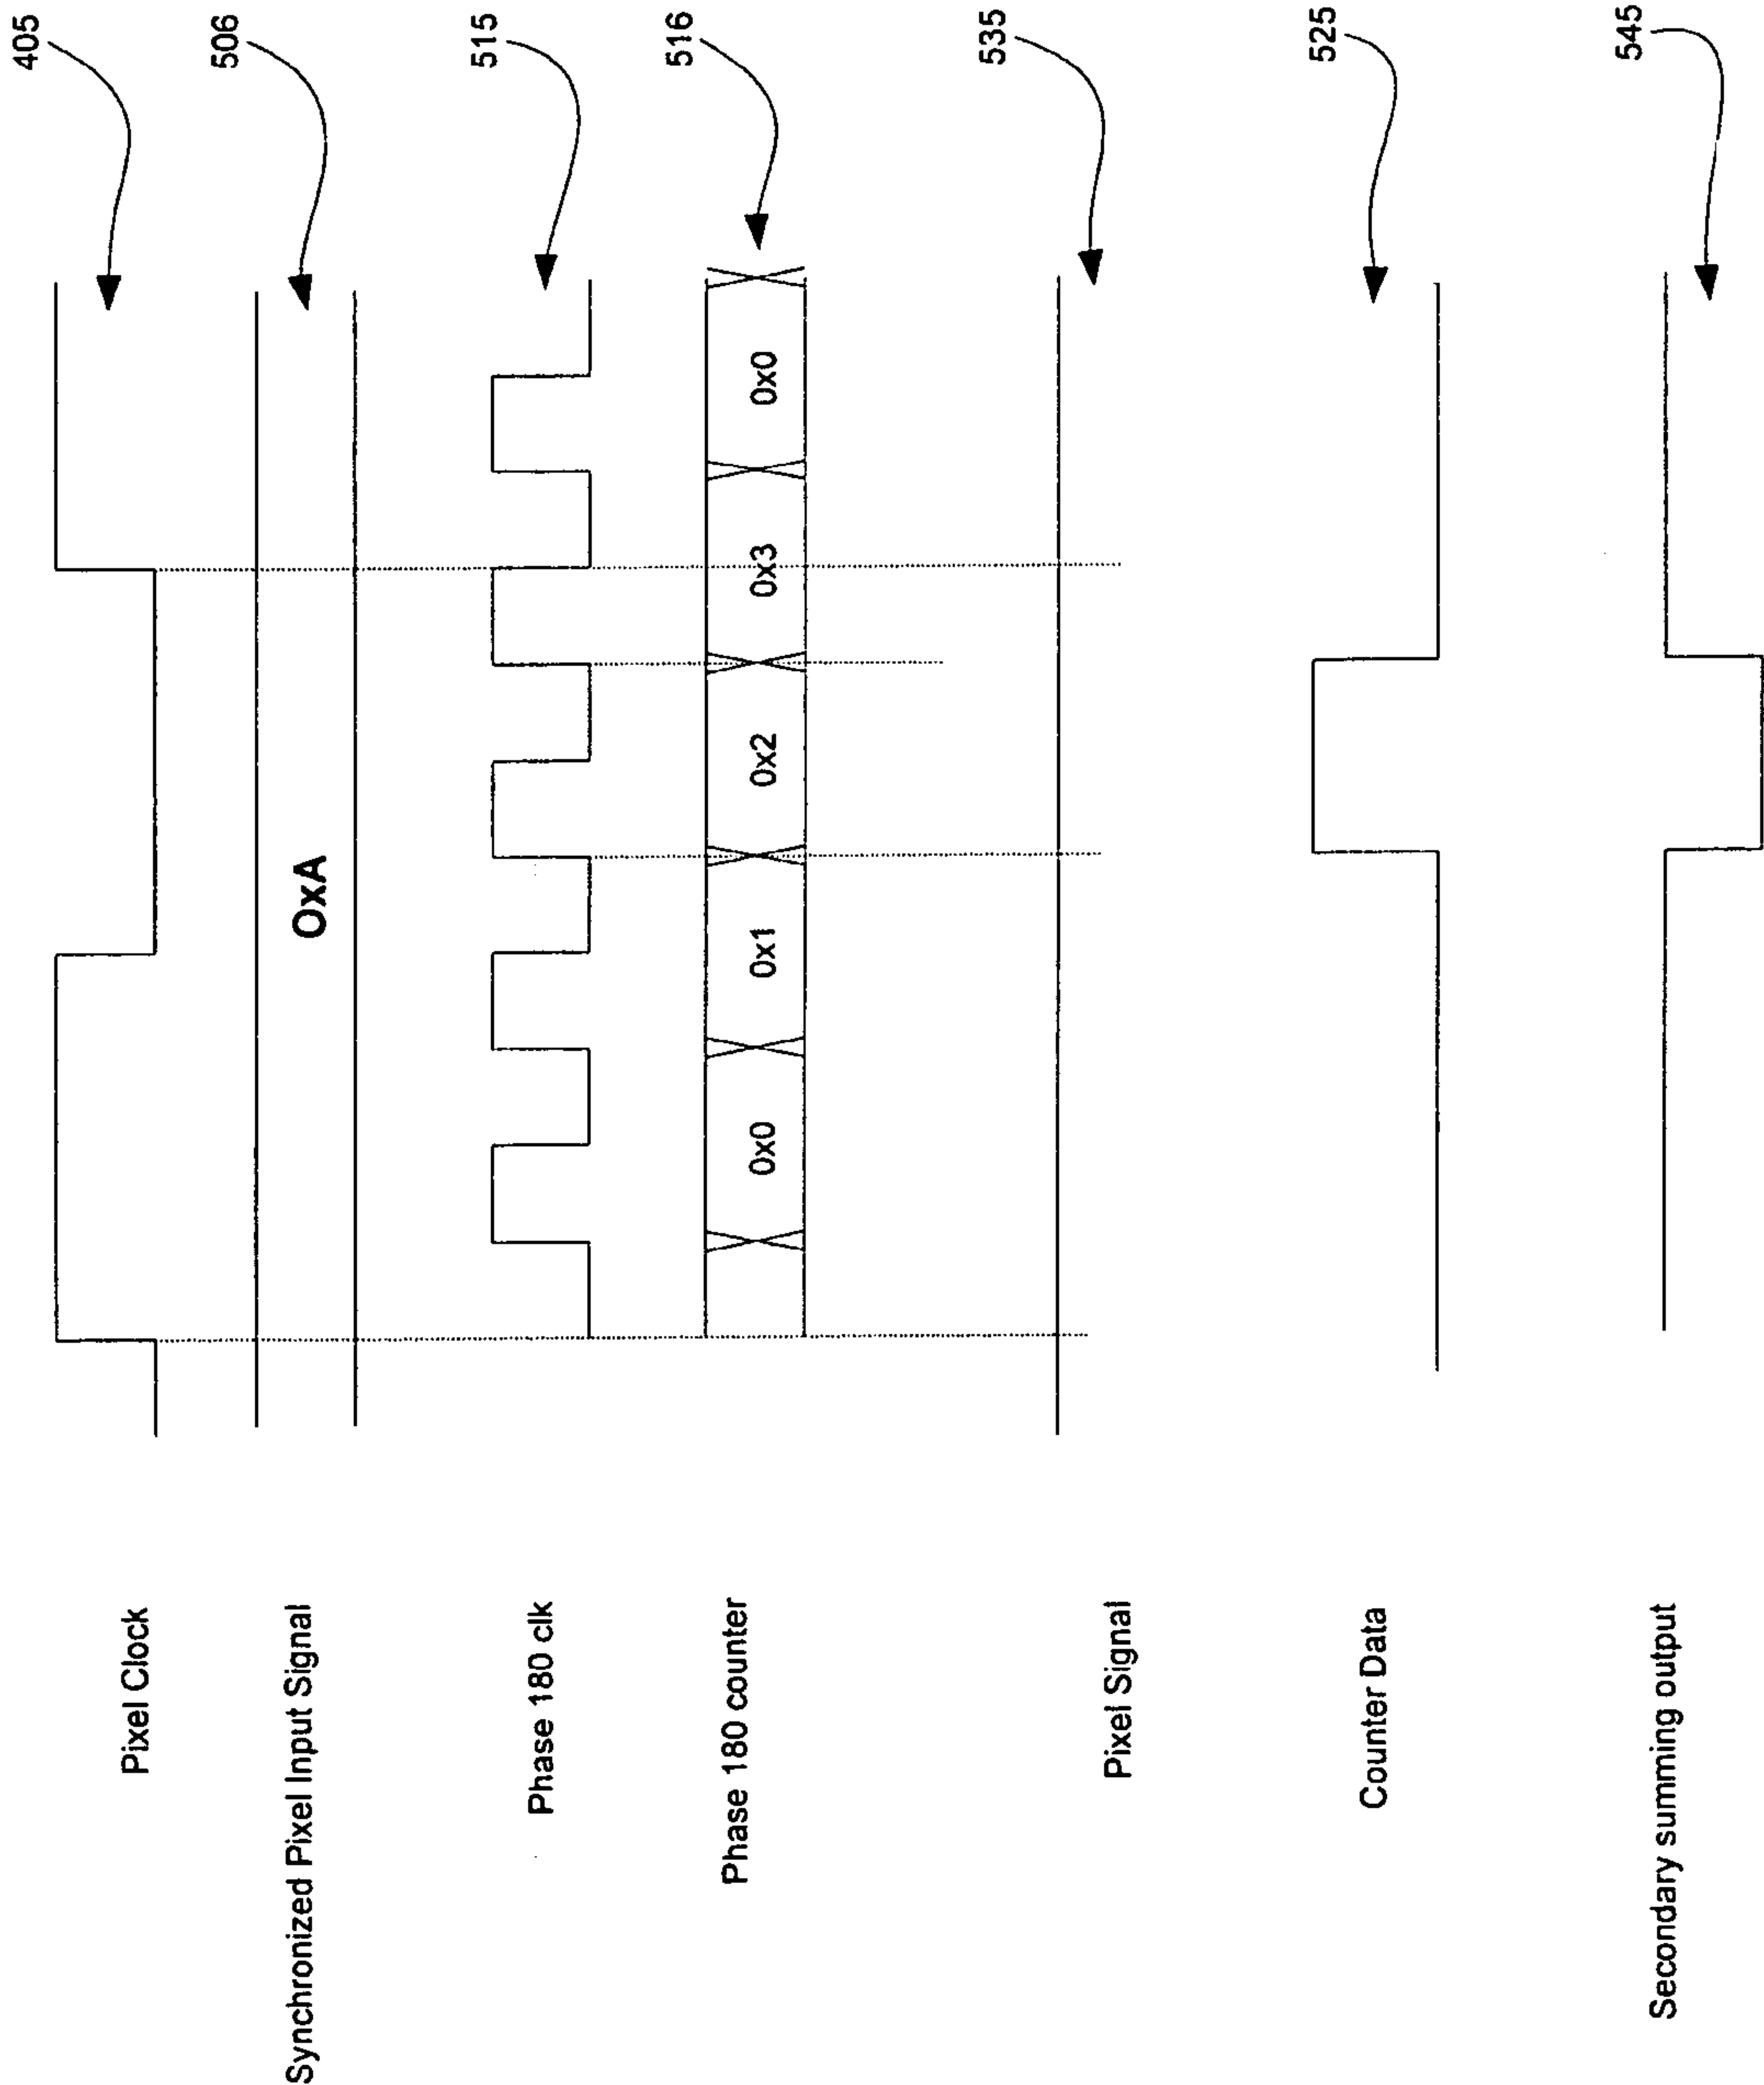 Pixel Clock
405
Synchronized Pixel Input Signal
OxA
506
Phase 180 clk
515
Phase 180 counter
0x0
0x1
0x2
0x3
0x0
516
Pixel Signal
535
Counter Data
525
Secondary summing output
545